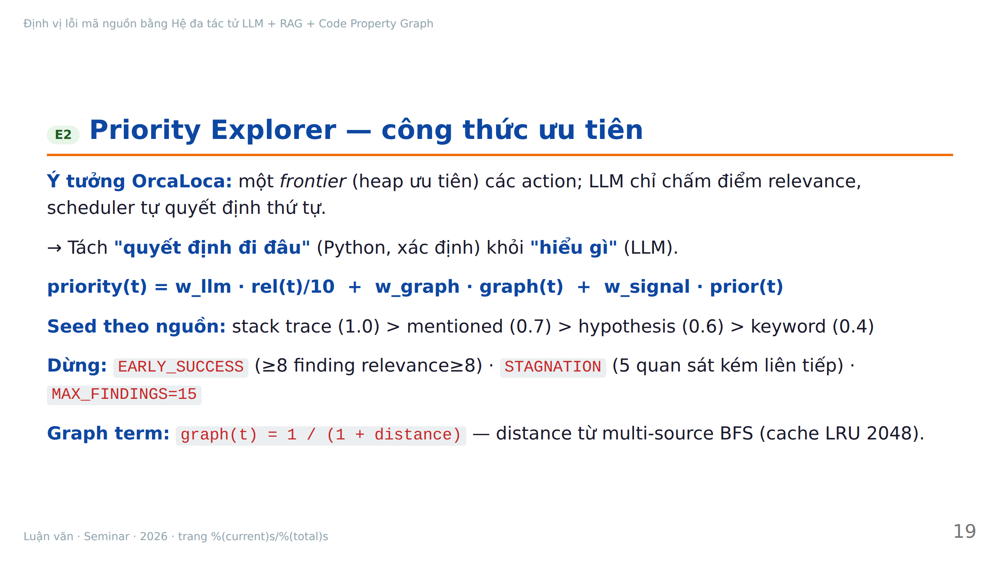 Định vị lỗi mã nguồn bằng Hệ đa tác tử LLM + RAG + Code Property Graph
E2 Priority Explorer — công thức ưu tiên
Ý tưởng OrcaLoca: một frontier (heap ưu tiên) các action; LLM chỉ chấm điểm relevance,
scheduler tự quyết định thứ tự.
→ Tách "quyết định đi đâu" (Python, xác định) khỏi "hiểu gì" (LLM).
priority(t) = w_llm · rel(t)/10 + w_graph · graph(t) + w_signal · prior(t)
Seed theo nguồn: stack trace (1.0) > mentioned (0.7) > hypothesis (0.6) > keyword (0.4)
Dừng: EARLY_SUCCESS (≥8 finding relevance≥8) · STAGNATION (5 quan sát kém liên tiếp) ·
MAX_FINDINGS=15
Graph term: graph(t) = 1 / (1 + distance) — distance từ multi-source BFS (cache LRU 2048).
Luận văn · Seminar · 2026 · trang %(current)s/%(total)s
19